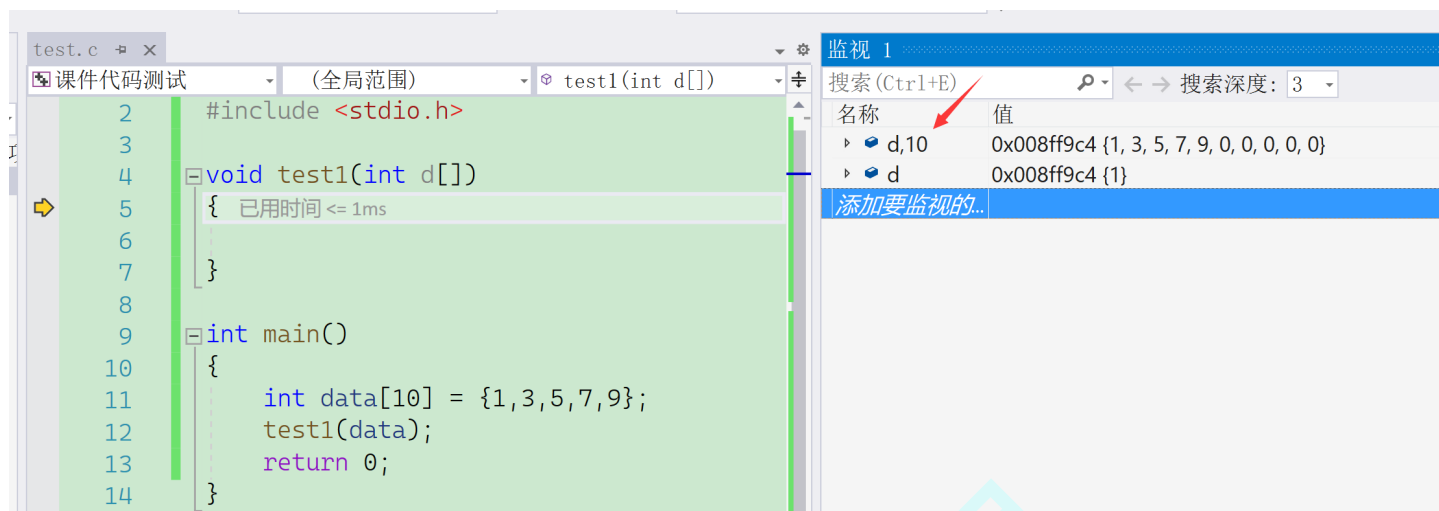 test.c
课件代码测试
(全局范围)
test1(int d[])
2 #include <stdio.h>
3
4 void test1(int d[])
5 { 已用时间 <= 1ms
6
7 }
8
9 int main()
10 {
11 int data[10] = {1,3,5,7,9};
12 test1(data);
13 return 0;
14 }
监视 1
搜索(Ctrl+E) 搜索深度: 3
名称 值
d,10 0x008ff9c4 {1, 3, 5, 7, 9, 0, 0, 0, 0, 0}
d 0x008ff9c4 {1}
添加要监视的...